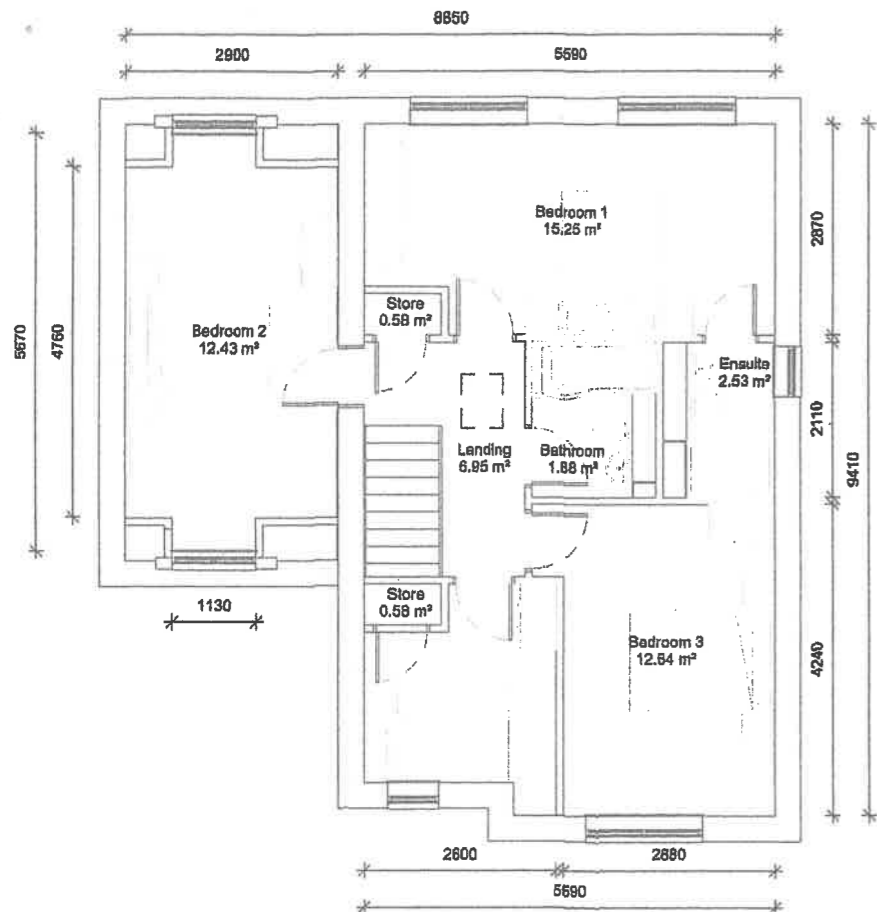 8850
2900
5590
Bedroom 1
15.25 m²
2870
Store
0.58 m²
Bedroom 2
12.43 m²
5670
4760
Ensuite
2.53 m²
2110
Landing
6.95 m²
Bathroom
1.88 m²
9410
Store
0.58 m²
1130
Bedroom 3
12.64 m²
4240
2600
2880
5590